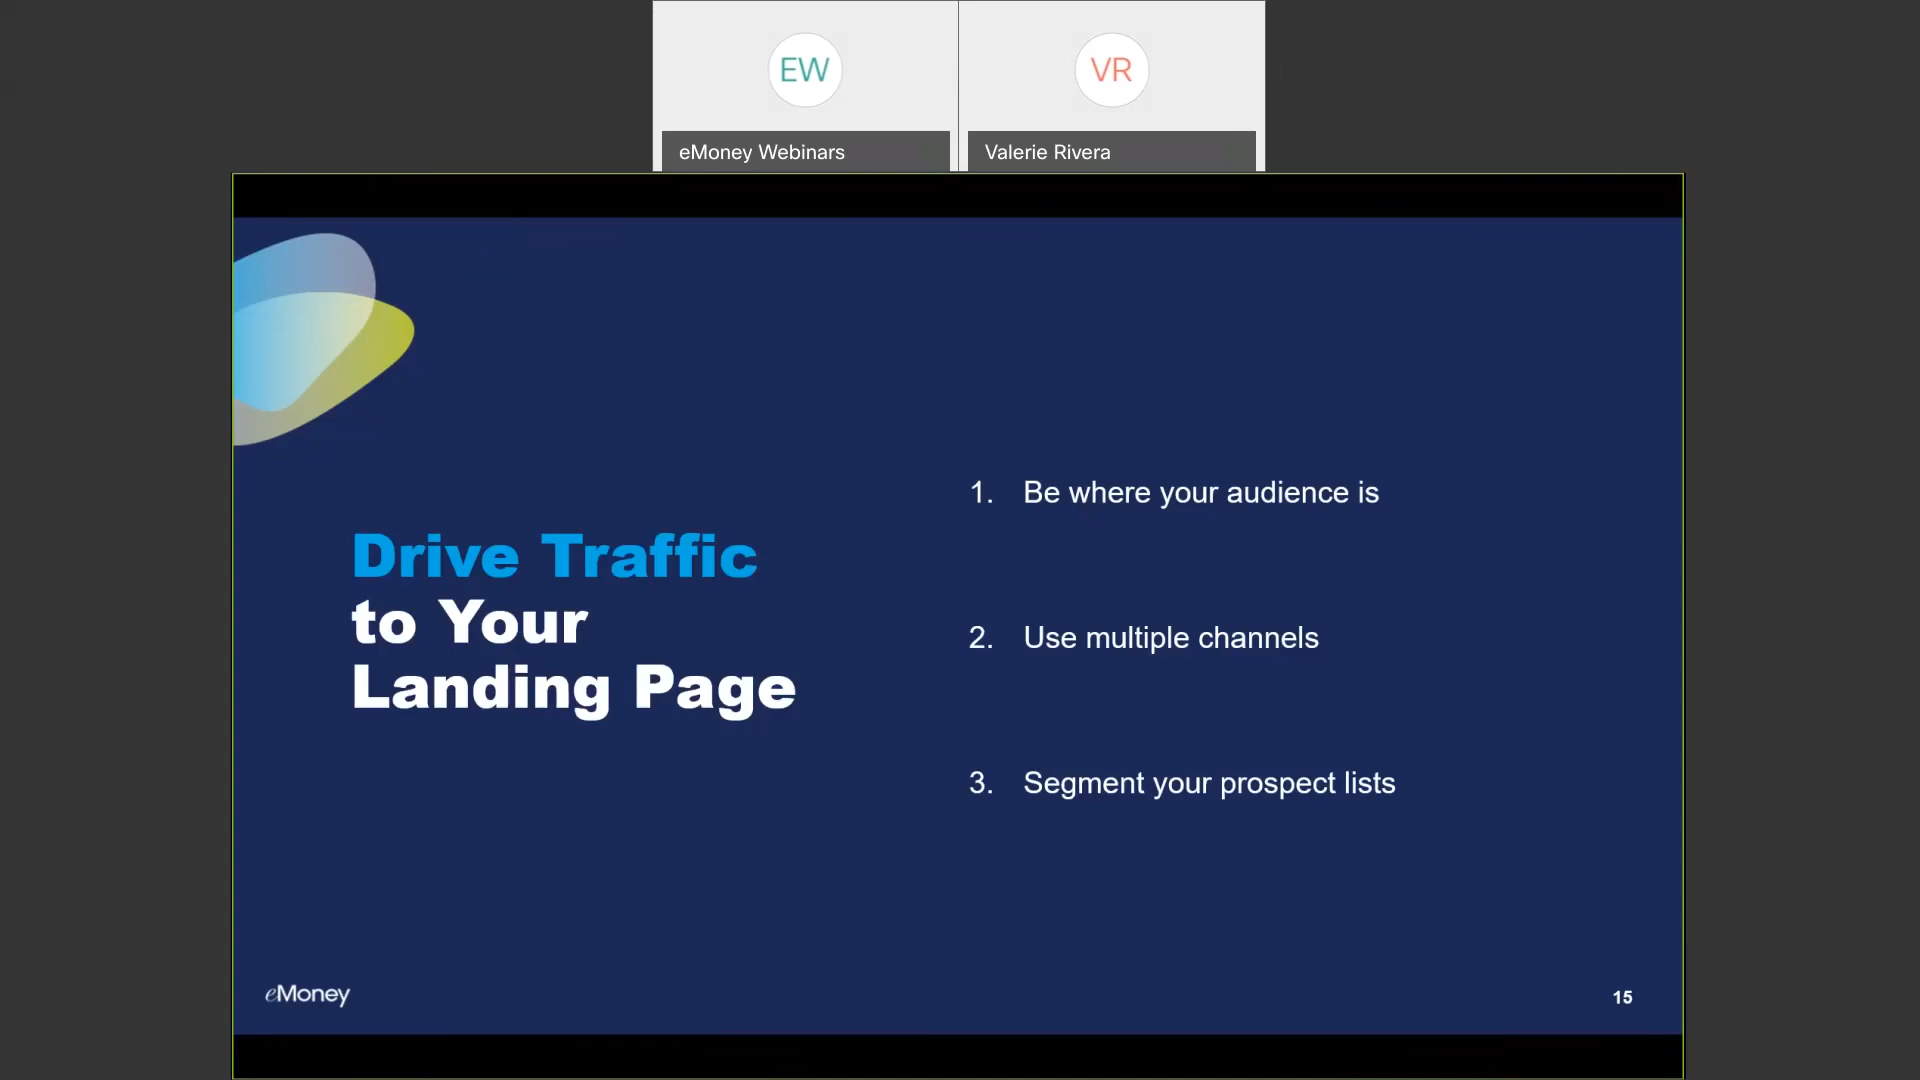 EW
VR
eMoney Webinars
Valerie Rivera
Drive Traffic
to Your
Landing Page
1. Be where your audience is
2. Use multiple channels
3. Segment your prospect lists
eMoney
15